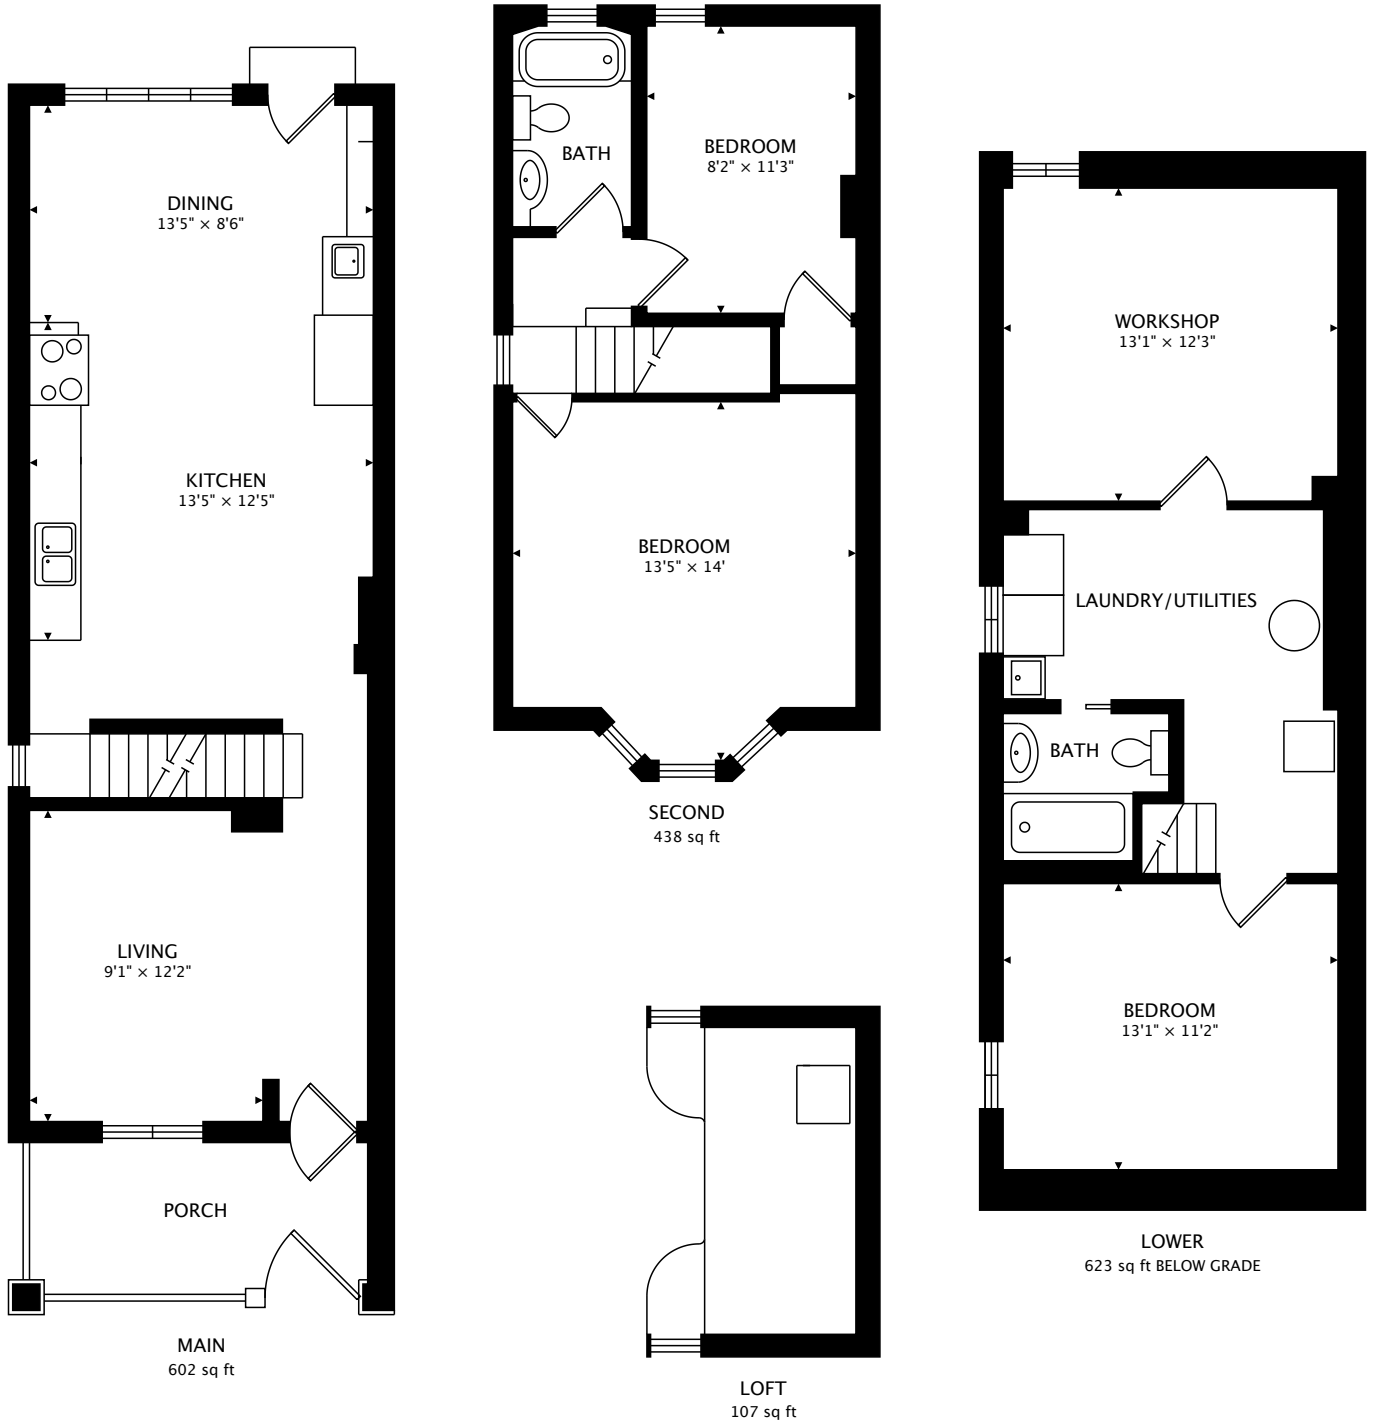 DINING
13'5" × 8'6"
KITCHEN
13'5" × 12'5"
LIVING
9'1" × 12'2"
PORCH
MAIN
602 sq ft
BATH
BEDROOM
8'2" × 11'3"
BEDROOM
13'5" × 14'
SECOND
438 sq ft
LOFT
107 sq ft
WORKSHOP
13'1" × 12'3"
LAUNDRY/UTILITIES
BATH
BEDROOM
13'1" × 11'2"
LOWER
623 sq ft BELOW GRADE